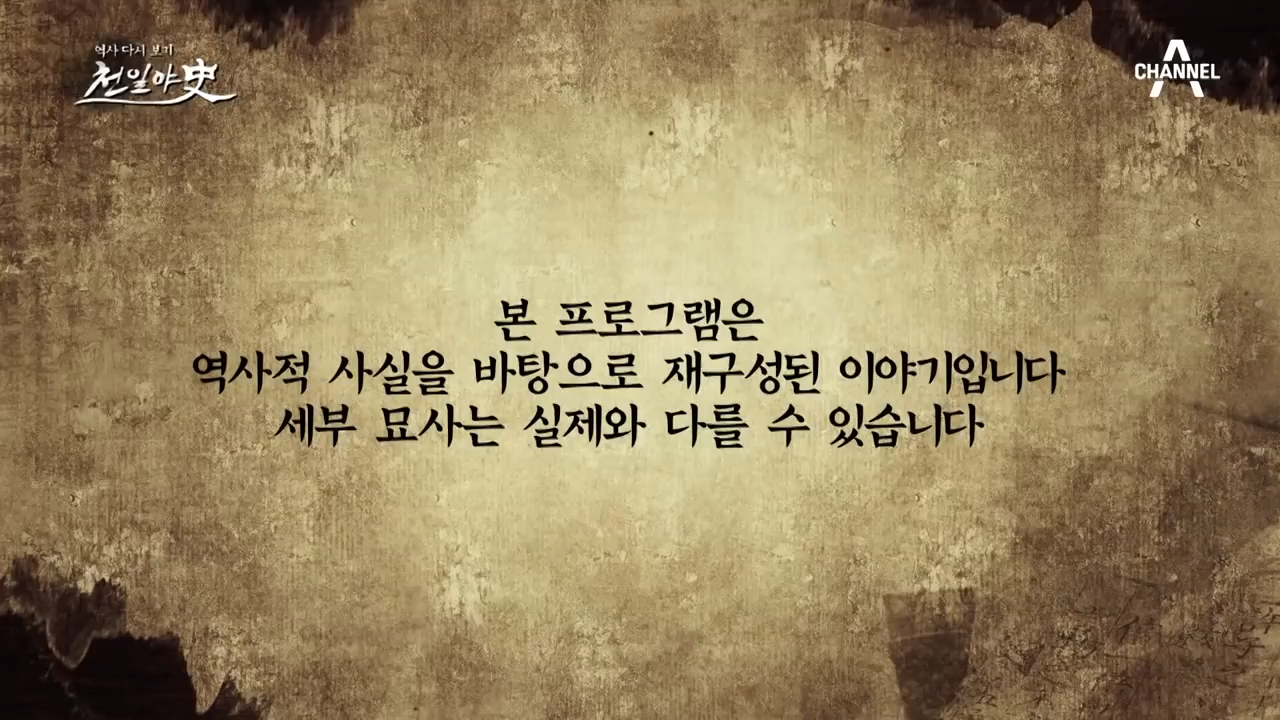 역사 다시 보기
천일야史
CHANNEL A
본 프로그램은
역사적 사실을 바탕으로 재구성된 이야기입니다
세부 묘사는 실제와 다를 수 있습니다